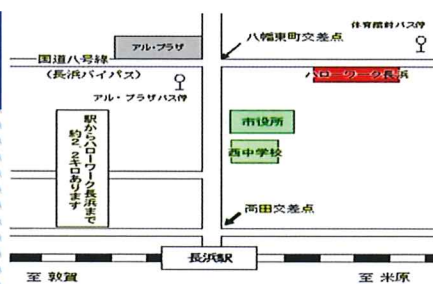 体育館前バス停
アル・プラザ
八幡東町交差点
国道八号線
(長浜バイパス)
ハローワーク長浜
アル・プラザバス停
市役所
西中学校
駅からハローワーク長浜まで
約2.2キロあります
高田交差点
長浜駅
至 敦賀
至 米原